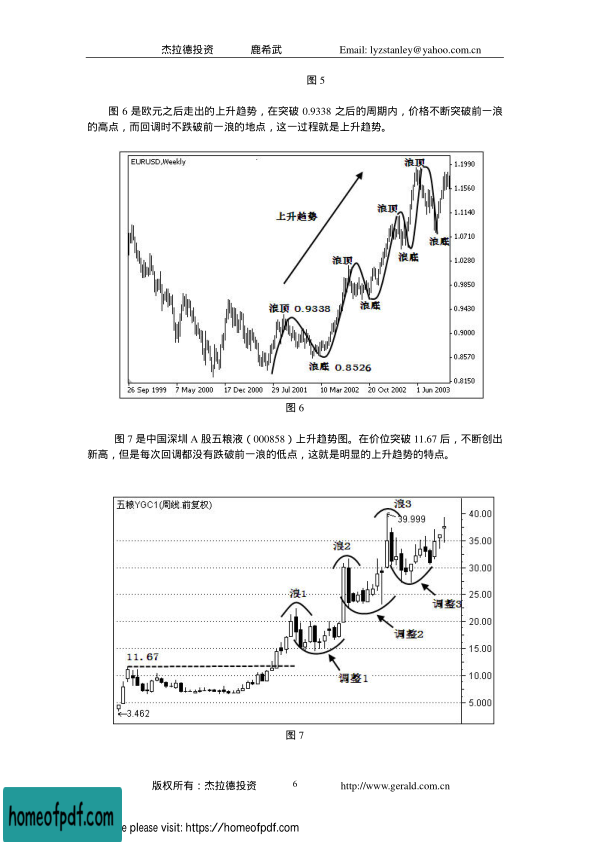 杰拉德投资 鹿希武 Email: lyzstanley@yahoo.com.cn
图 5
图 6 是欧元之后走出的上升趋势，在突破 0.9338 之后的周期内，价格不断突破前一浪
的高点，而回调时不跌破前一浪的地点，这一过程就是上升趋势。
EURUSD,Weekly
浪顶
1.1990
1.1560
上升趋势
浪顶
1.1140
浪底
1.0710
浪顶
浪底
1.0280
0.9850
浪顶 0.9338
浪底
0.9430
0.9000
浪底 0.8526
0.8570
0.8150
26 Sep 1999 7 May 2000 17 Dec 2000 29 Jul 2001 10 Mar 2002 20 Oct 2002 1 Jun 2003
图 6
图 7 是中国深圳 A 股五粮液（000858）上升趋势图。在价位突破 11.67 后，不断创出
新高，但是每次回调都没有跌破前一浪的低点，这就是明显的上升趋势的特点。
五粮YGC1(周线.前复权)
浪3
39.999
40.00
浪2
35.00
30.00
浪1
调整3
25.00
20.00
调整2
15.00
11.67
调整1
10.00
5.000
3.462
图 7
版权所有：杰拉德投资 6 http://www.gerald.com.cn
homeofpdf.com
e please visit: https://homeofpdf.com